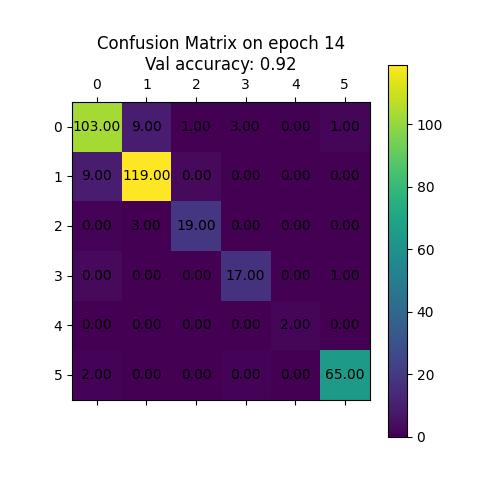 Confusion Matrix on epoch 14
Val accuracy: 0.92
0 1 2 3 4 5
0 103.00 9.00 1.00 3.00 0.00 1.00
1 9.00 119.00 0.00 0.00 0.00 0.00
2 0.00 3.00 19.00 0.00 0.00 0.00
3 0.00 0.00 0.00 17.00 0.00 1.00
4 0.00 0.00 0.00 0.00 2.00 0.00
5 2.00 0.00 0.00 0.00 0.00 65.00
100
80
60
40
20
0